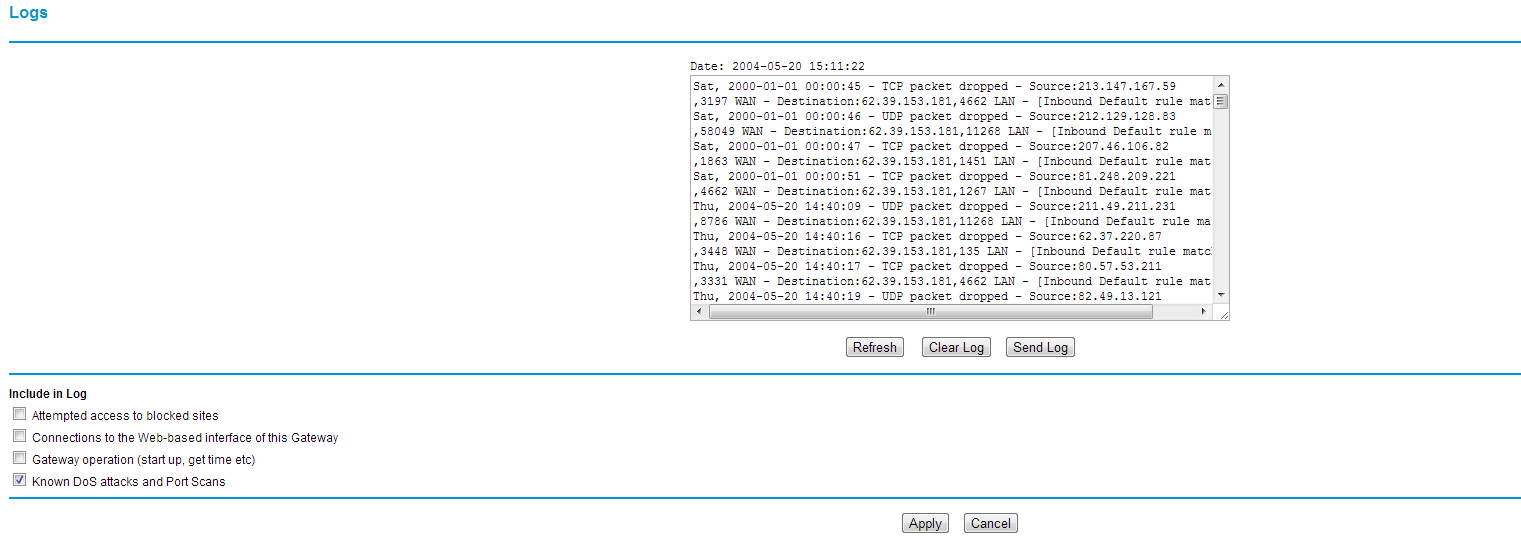 Logs
Date: 2004-05-20 15:11:22
Sat, 2000-01-01 00:00:45 - TCP packet dropped - Source:213.147.167.59
,3197 WAN - Destination:62.39.153.181,4662 LAN - [Inbound Default rule mat
Sat, 2000-01-01 00:00:46 - UDP packet dropped - Source:212.129.128.83
,58049 WAN - Destination:62.39.153.181,11268 LAN - [Inbound Default rule m
Sat, 2000-01-01 00:00:47 - TCP packet dropped - Source:207.46.106.82
,1863 WAN - Destination:62.39.153.181,1451 LAN - [Inbound Default rule mat
Sat, 2000-01-01 00:00:51 - TCP packet dropped - Source:81.248.209.221
,4662 WAN - Destination:62.39.153.181,1267 LAN - [Inbound Default rule mat
Thu, 2004-05-20 14:40:09 - UDP packet dropped - Source:211.49.211.231
,8786 WAN - Destination:62.39.153.181,11268 LAN - [Inbound Default rule ma
Thu, 2004-05-20 14:40:16 - TCP packet dropped - Source:62.37.220.87
,3448 WAN - Destination:62.39.153.181,135 LAN - [Inbound Default rule matc
Thu, 2004-05-20 14:40:17 - TCP packet dropped - Source:80.57.53.211
,3331 WAN - Destination:62.39.153.181,4662 LAN - [Inbound Default rule mat
Thu, 2004-05-20 14:40:19 - UDP packet dropped - Source:82.49.13.121
Refresh Clear Log Send Log
Include in Log
Attempted access to blocked sites
Connections to the Web-based interface of this Gateway
Gateway operation (start up, get time etc)
Known DoS attacks and Port Scans
Apply Cancel